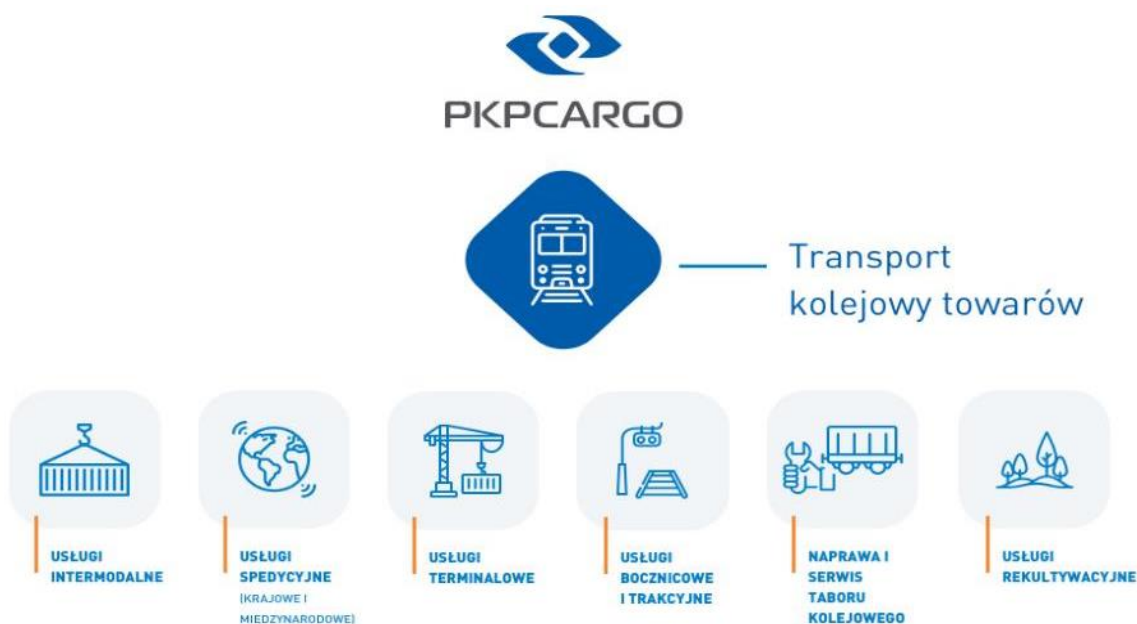 PKPCARGO
Transport
kolejowy towarów
USŁUGI
INTERMODALNE
USŁUGI
SPEDYCYJNE
(KRAJOWE I
MIEDZYNARODOWE)
USŁUGI
TERMINALOWE
USŁUGI
BOCZNICOWE
I TRAKCYJNE
NAPRAWA I
SERWIS
TABORU
KOLEJOWEGO
USŁUGI
REKULTYWACYJNE